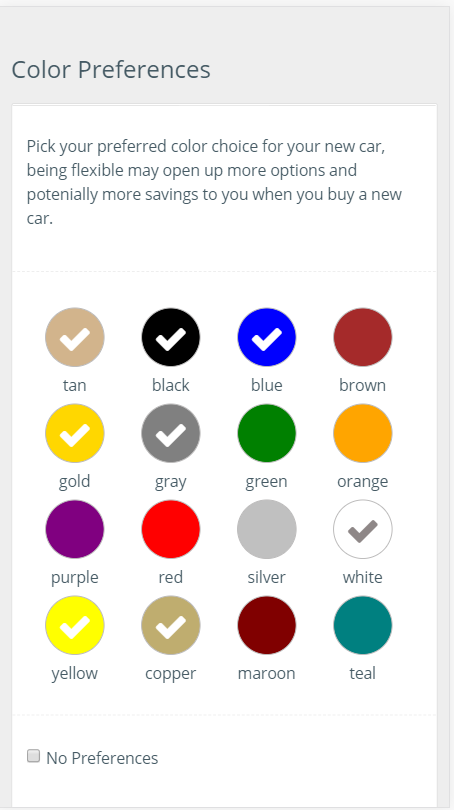 Color Preferences
Pick your preferred color choice for your new car,
being flexible may open up more options and
potenially more savings to you when you buy a new
car.
tan black blue brown
gold gray green orange
purple red silver white
yellow copper maroon teal
No Preferences